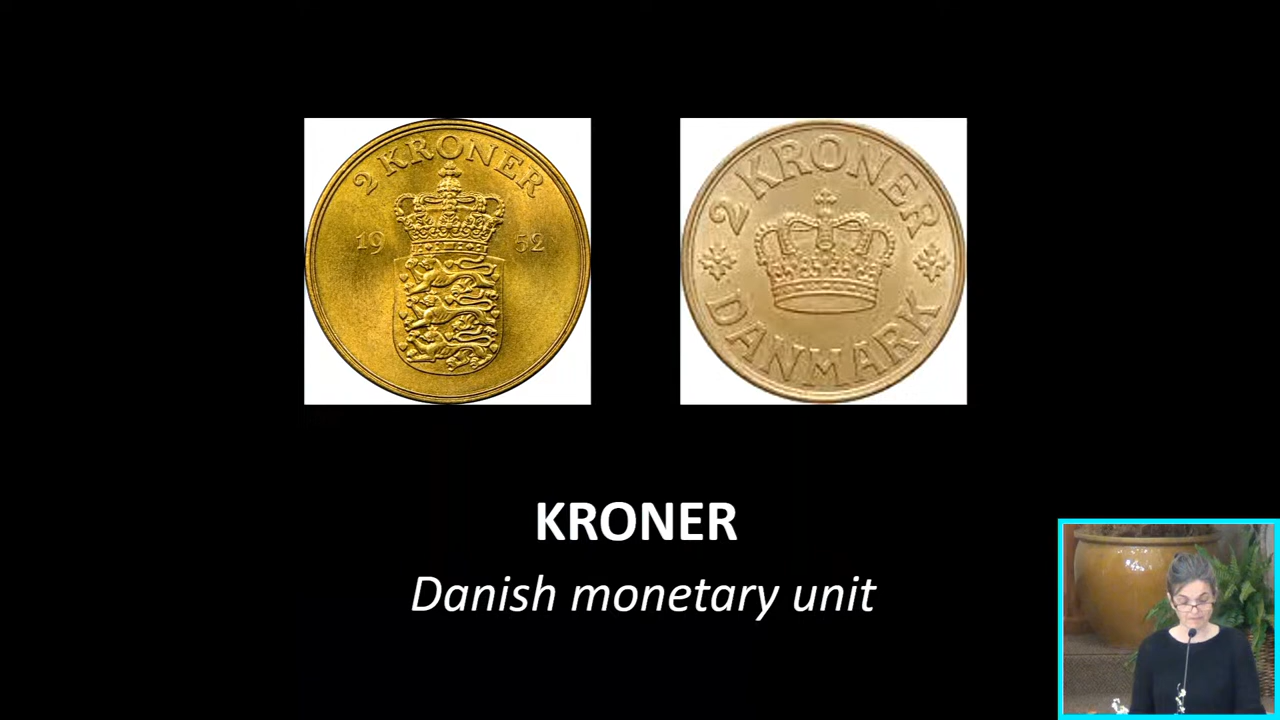 2 KRONER
19 52
2 KRONER
DANMARK
KRONER
Danish monetary unit